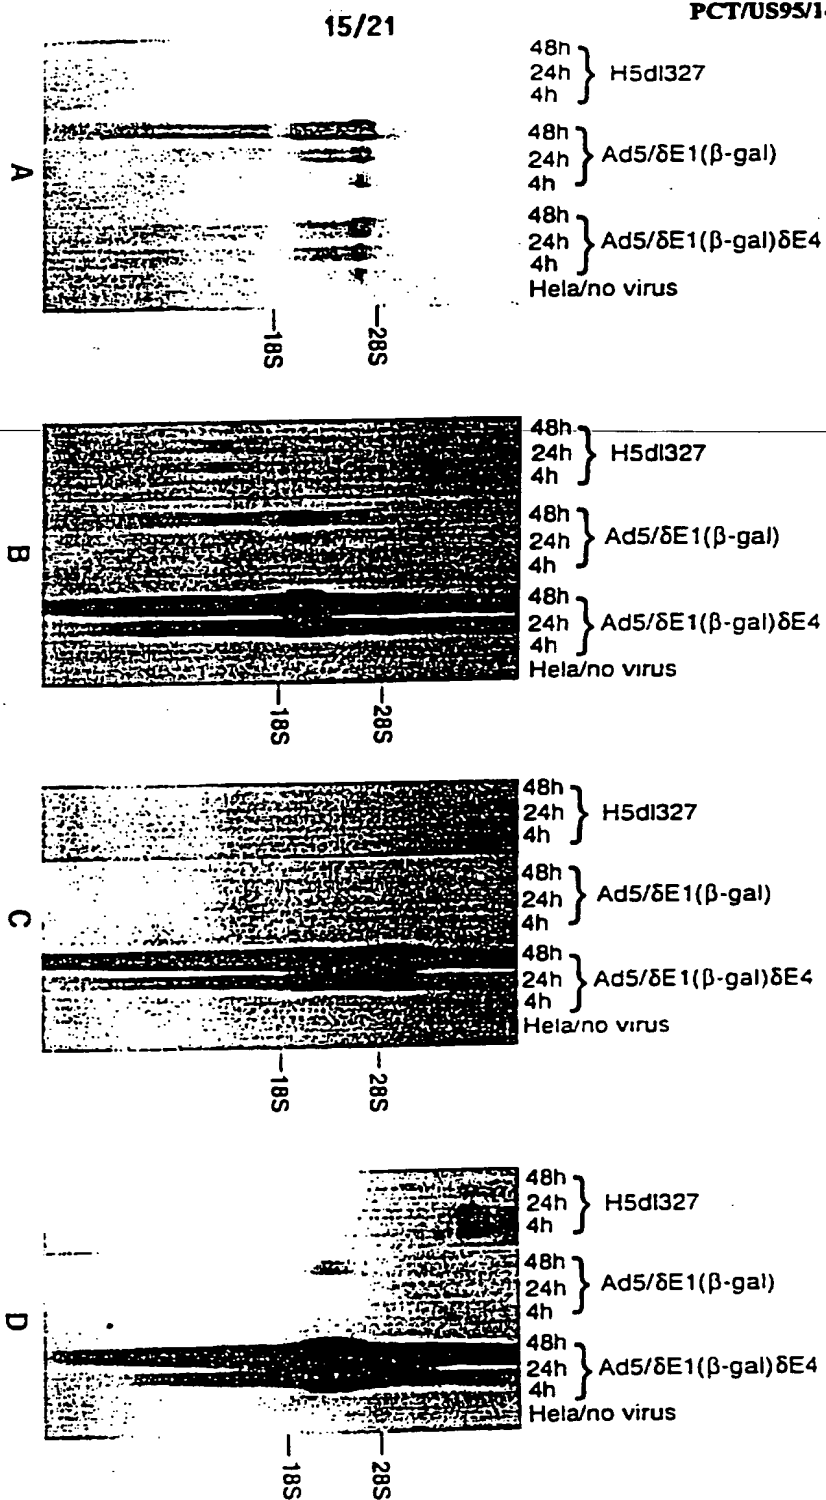 15/21
PCT/US95/1
48h
24h
4h
H5dl327
48h
24h
4h
Ad5/δE1(β-gal)
48h
24h
4h
Ad5/δE1(β-gal)δE4
Hela/no virus
A
–18S
–28S
48h
24h
4h
H5dl327
48h
24h
4h
Ad5/δE1(β-gal)
48h
24h
4h
Ad5/δE1(β-gal)δE4
Hela/no virus
B
–18S
–28S
48h
24h
4h
H5dl327
48h
24h
4h
Ad5/δE1(β-gal)
48h
24h
4h
Ad5/δE1(β-gal)δE4
Hela/no virus
C
–18S
–28S
48h
24h
4h
H5dl327
48h
24h
4h
Ad5/δE1(β-gal)
48h
24h
4h
Ad5/δE1(β-gal)δE4
Hela/no virus
D
–18S
–28S